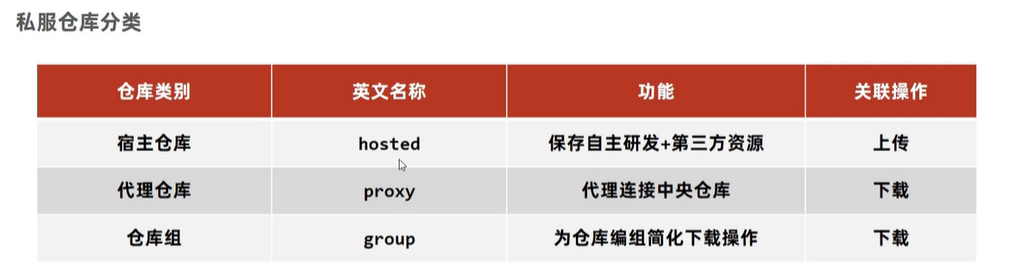 私服仓库分类
仓库类别 英文名称 功能 关联操作
宿主仓库 hosted 保存自主研发+第三方资源 上传
代理仓库 proxy 代理连接中央仓库 下载
仓库组 group 为仓库编组简化下载操作 下载